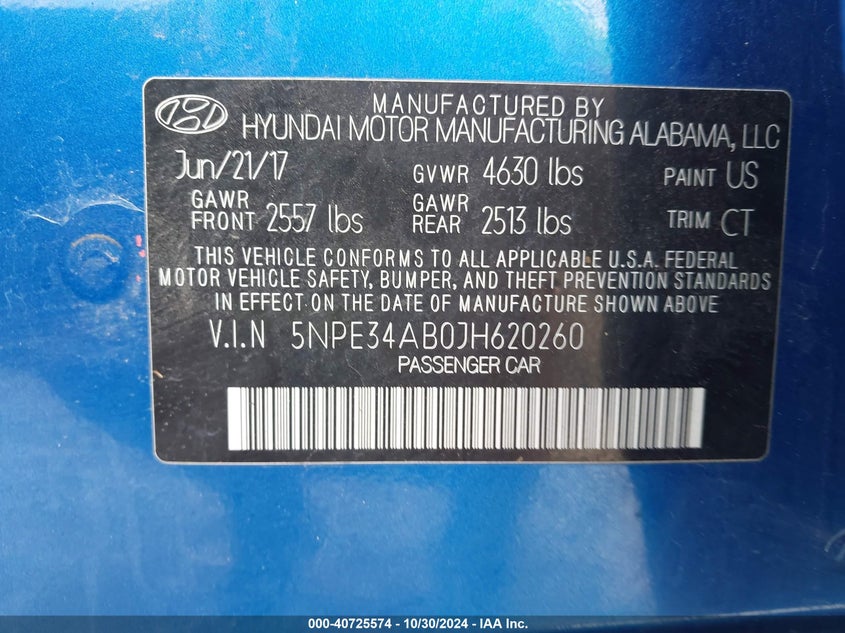 MANUFACTURED BY
HYUNDAI MOTOR MANUFACTURING ALABAMA, LLC
Jun/21/17 GVWR 4630 lbs PAINT US
GAWR FRONT 2557 lbs GAWR REAR 2513 lbs TRIM CT
THIS VEHICLE CONFORMS TO ALL APPLICABLE U.S.A. FEDERAL
MOTOR VEHICLE SAFETY, BUMPER, AND THEFT PREVENTION STANDARDS
IN EFFECT ON THE DATE OF MANUFACTURE SHOWN ABOVE
V.I.N 5NPE34AB0JH620260
PASSENGER CAR
000-40725574 / 10/30/2024 - IAA Inc.